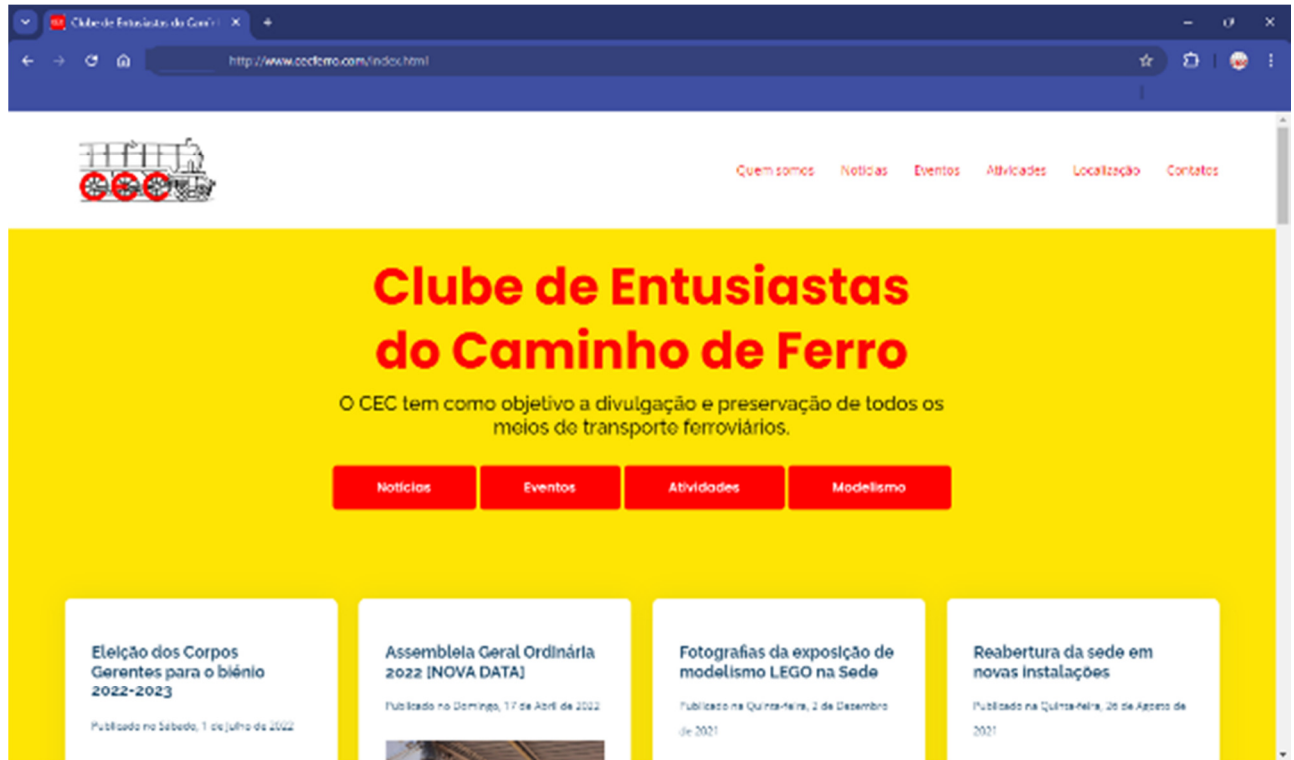 Clube de Entusiastas do Cami
http://www.cecferro.com/index.html
CEC
Quem somos Notícias Eventos Atividades Localização Contatos
Clube de Entusiastas
do Caminho de Ferro
O CEC tem como objetivo a divulgação e preservação de todos os
meios de transporte ferroviários.
Notícias Eventos Atividades Modelismo
Eleição dos Corpos
Gerentes para o biénio
2022-2023
Publicado no Sábado, 1 de Julho de 2022
Assembleia Geral Ordinária
2022 [NOVA DATA]
Publicado no Domingo, 17 de Abril de 2022
Fotografias da exposição de
modelismo LEGO na Sede
Publicado na Quinta-feira, 2 de Dezembro
de 2021
Reabertura da sede em
novas instalações
Publicado na Quinta-feira, 26 de Agosto de
2021